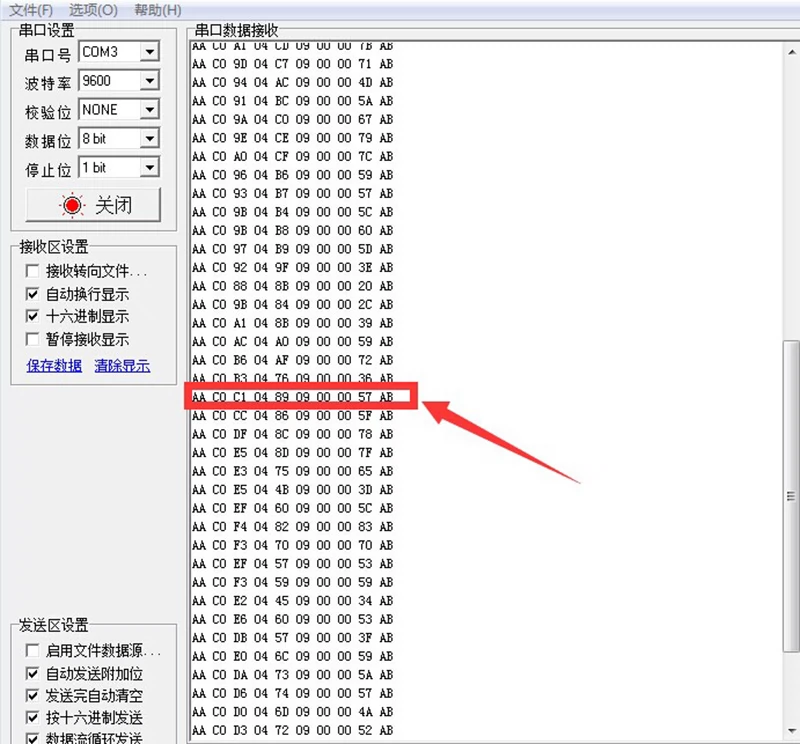 文件(F) 选项(O) 帮助(H)
串口设置
串口号 COM3
波特率 9600
校验位 NONE
数据位 8 bit
停止位 1 bit
关闭
接收区设置
接收转向文件...
自动换行显示
十六进制显示
暂停接收显示
保存数据 清除显示
发送区设置
启用文件数据源...
自动发送附加位
发送完自动清空
按十六进制发送
数据流循环发送
串口数据接收
AA C0 A1 04 CD 09 00 00 7B AB
AA C0 9D 04 C7 09 00 00 71 AB
AA C0 94 04 AC 09 00 00 4D AB
AA C0 91 04 BC 09 00 00 5A AB
AA C0 9A 04 C0 09 00 00 67 AB
AA C0 9E 04 CE 09 00 00 79 AB
AA C0 A0 04 CF 09 00 00 7C AB
AA C0 96 04 B6 09 00 00 59 AB
AA C0 93 04 B7 09 00 00 57 AB
AA C0 9B 04 B4 09 00 00 5C AB
AA C0 9B 04 B8 09 00 00 60 AB
AA C0 97 04 B9 09 00 00 5D AB
AA C0 92 04 9F 09 00 00 3E AB
AA C0 88 04 8B 09 00 00 20 AB
AA C0 9B 04 84 09 00 00 2C AB
AA C0 A1 04 8B 09 00 00 39 AB
AA C0 AC 04 A0 09 00 00 59 AB
AA C0 B6 04 AF 09 00 00 72 AB
AA C0 B3 04 76 09 00 00 36 AB
AA C0 C1 04 89 09 00 00 57 AB
AA C0 CC 04 86 09 00 00 5F AB
AA C0 DF 04 8C 09 00 00 78 AB
AA C0 E5 04 8D 09 00 00 7F AB
AA C0 E3 04 75 09 00 00 65 AB
AA C0 E5 04 4B 09 00 00 3D AB
AA C0 EF 04 60 09 00 00 5C AB
AA C0 F4 04 82 09 00 00 83 AB
AA C0 F3 04 70 09 00 00 70 AB
AA C0 EF 04 57 09 00 00 53 AB
AA C0 F3 04 59 09 00 00 59 AB
AA C0 E2 04 45 09 00 00 34 AB
AA C0 E6 04 60 09 00 00 53 AB
AA C0 DB 04 57 09 00 00 3F AB
AA C0 E0 04 6C 09 00 00 59 AB
AA C0 DA 04 73 09 00 00 5A AB
AA C0 D6 04 74 09 00 00 57 AB
AA C0 D0 04 6D 09 00 00 4A AB
AA C0 D3 04 72 09 00 00 52 AB